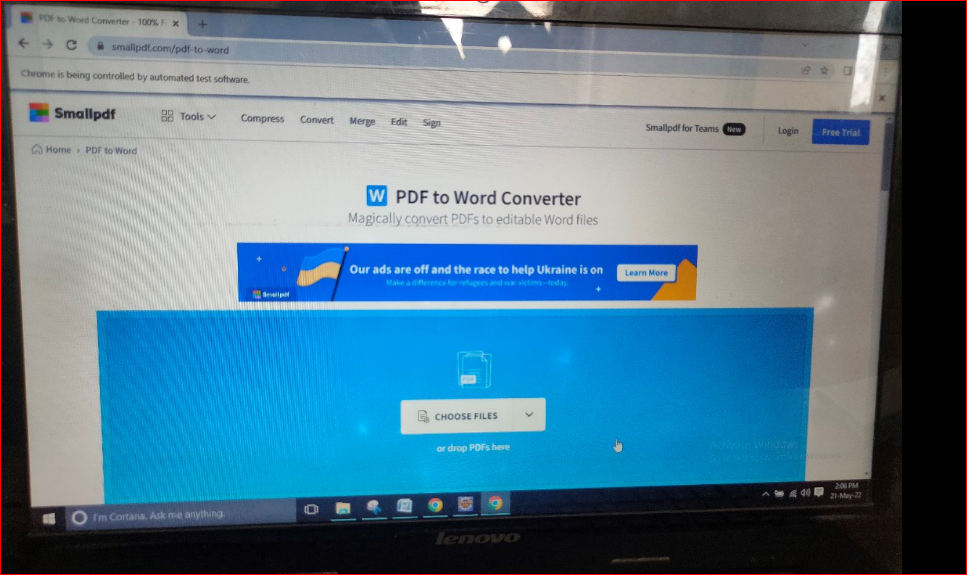 PDF to Word Converter - 100% F
smallpdf.com/pdf-to-word
Chrome is being controlled by automated test software.
Smallpdf
Tools
Compress
Convert
Merge
Edit
Sign
Smallpdf for Teams
New
Login
Free Trial
Home › PDF to Word
W
PDF to Word Converter
Magically convert PDFs to editable Word files
Our ads are off and the race to help Ukraine is on
Make a difference for refugees and war victims—today.
Learn More
Smallpdf
PDF
CHOOSE FILES
or drop PDFs here
Activate Windows
I'm Cortana. Ask me anything.
2:06 PM
21-May-22
lenovo